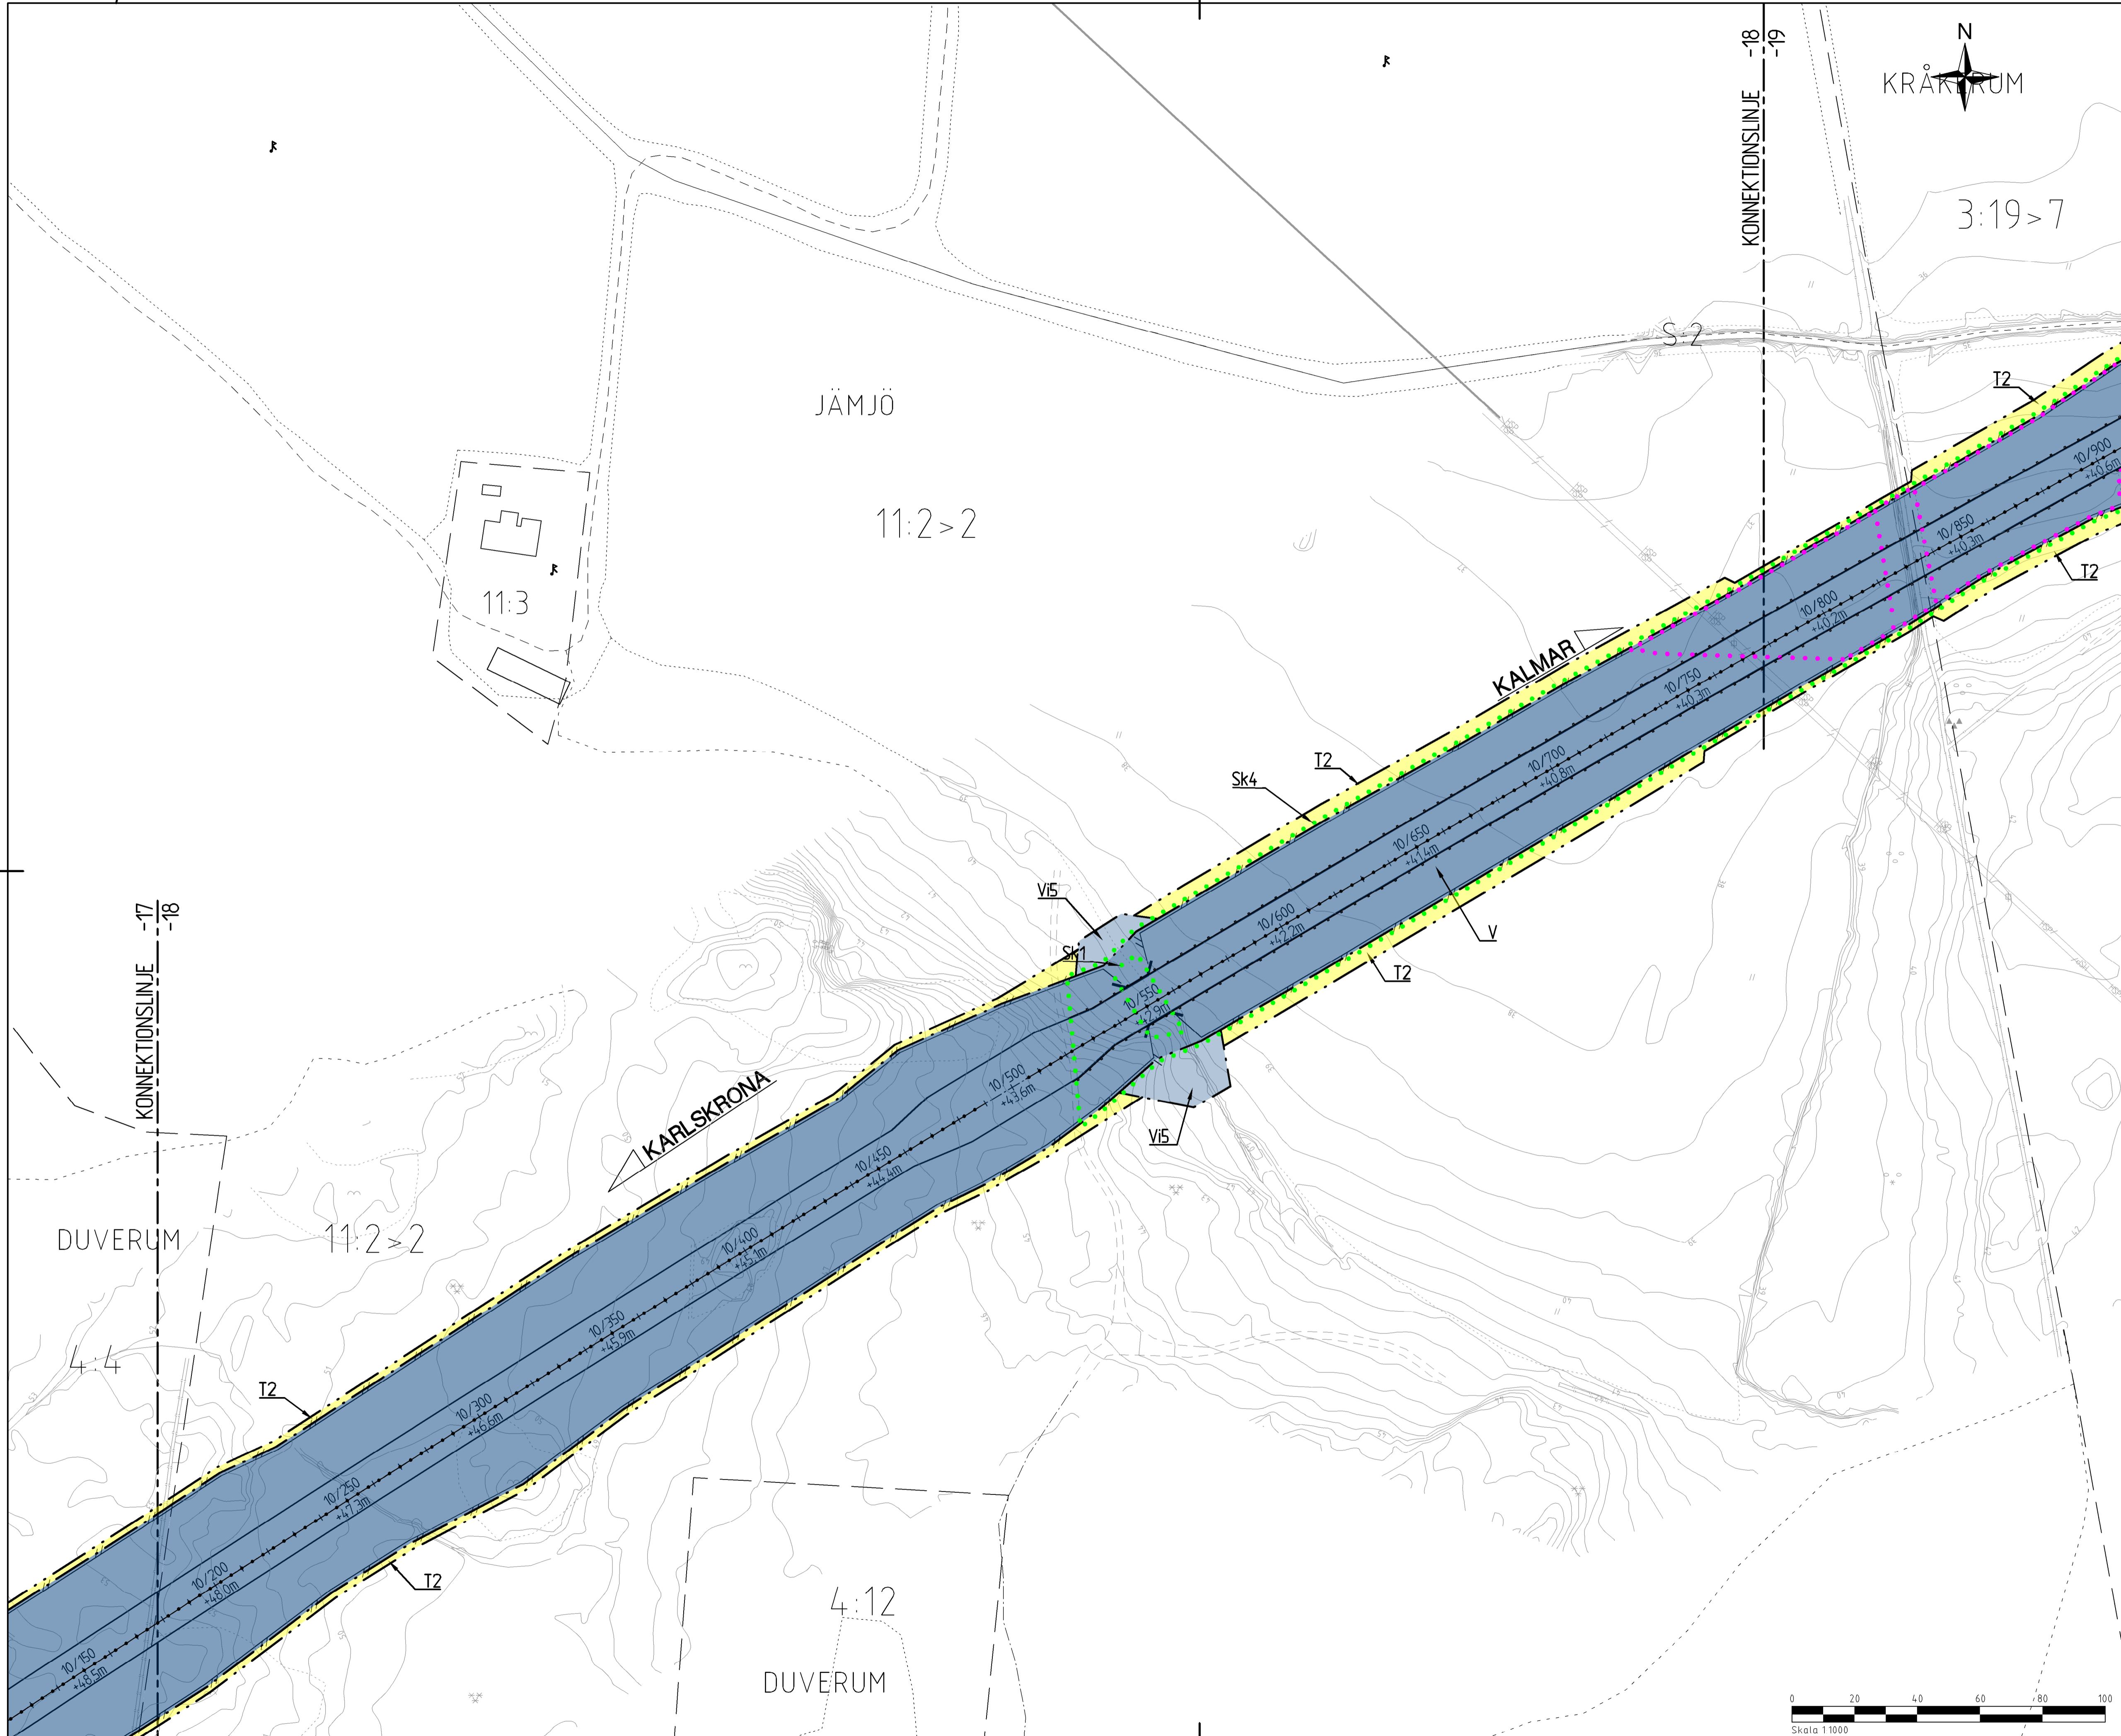 N
-18
-19
KONNEKTIONSLINJE
KRÅKERUM
3:19>7
S:2
T2
JÄMJÖ
11:2>2
11:3
10/900
+40.6m
10/850
+40.3m
T2
10/800
+40.2m
KALMAR
10/750
+40.3m
10/700
+40.8m
T2
Sk4
10/650
+41.4m
Vi5
10/600
+42.2m
V
Sk1
T2
10/550
+42.9m
-17
-18
KONNEKTIONSLINJE
10/500
+43.6m
KARLSKRONA
Vi5
10/450
+44.4m
DUVERUM
11:2>2
10/400
+45.1m
4:4
10/350
+45.9m
T2
10/300
+46.6m
10/250
+47.3m
10/200
+48.0m
T2
4:12
10/150
+48.5m
DUVERUM
0 20 40 60 80 100
Skala 1:1000